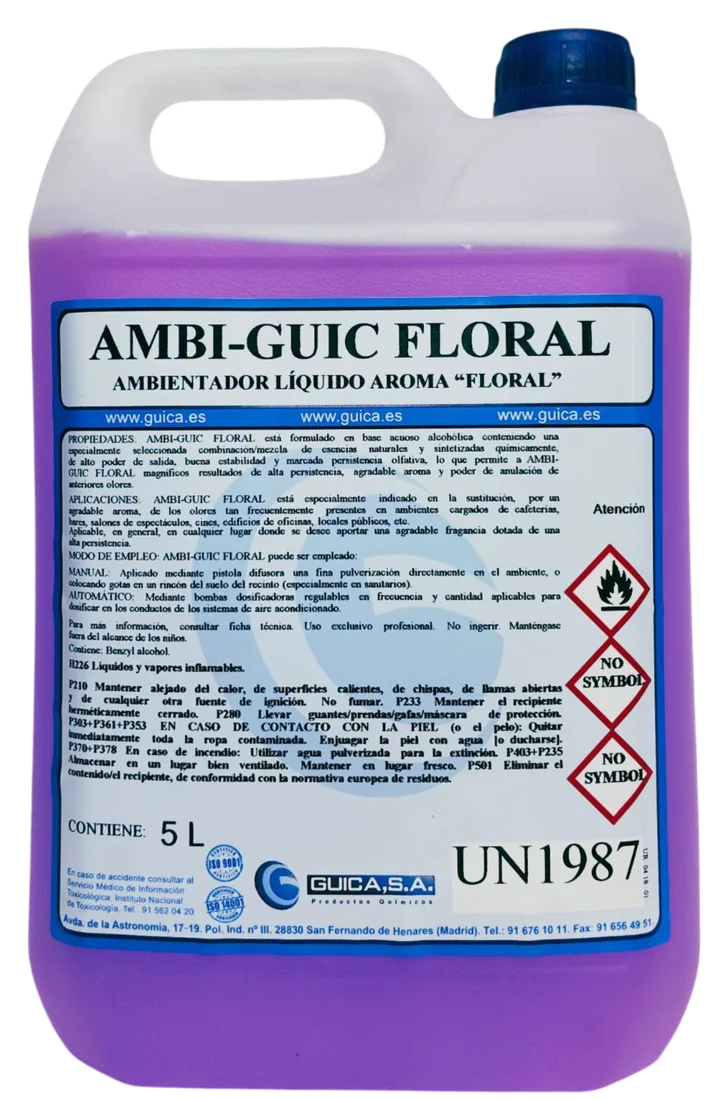 AMBI-GUIC FLORAL
AMBIENTADOR LÍQUIDO AROMA “FLORAL”
www.guica.es www.guica.es www.guica.es
PROPIEDADES: AMBI-GUIC FLORAL está formulado en base acuoso alcohólica conteniendo una
especialmente seleccionada combinación/mezcla de esencias naturales y sintetizadas químicamente,
de alto poder de salida, buena estabilidad y marcada persistencia olfativa, lo que permite a AMBI-
GUIC FLORAL magníficos resultados de alta persistencia, agradable aroma y poder de anulación de
anteriores olores.
APLICACIONES: AMBI-GUIC FLORAL está especialmente indicado en la sustitución, por un
agradable aroma, de los olores tan frecuentemente presentes en ambientes cargados de cafeterías,
bares, salones de espectáculos, cines, edificios de oficinas, locales públicos, etc.
Aplicable, en general, en cualquier lugar donde se desee aportar una agradable fragancia dotada de una
alta persistencia.
MODO DE EMPLEO: AMBI-GUIC FLORAL puede ser empleado:
MANUAL: Aplicado mediante pistola difusora una fina pulverización directamente en el ambiente, o
colocando gotas en un rincón del suelo del recinto (especialmente en sanitarios).
AUTOMÁTICO: Mediante bombas dosificadoras regulables en frecuencia y cantidad aplicables para
dosificar en los conductos de los sistemas de aire acondicionado.
Para más información, consultar ficha técnica. Uso exclusivo profesional. No ingerir. Manténgase
fuera del alcance de los niños.
Contiene: Benzyl alcohol.
H226 Líquidos y vapores inflamables.
P210 Mantener alejado del calor, de superficies calientes, de chispas, de llamas abiertas
y de cualquier otra fuente de ignición. No fumar. P233 Mantener el recipiente
herméticamente cerrado. P280 Llevar guantes/prendas/gafas/máscara de protección.
P303+P361+P353 EN CASO DE CONTACTO CON LA PIEL (o el pelo): Quitar
inmediatamente toda la ropa contaminada. Enjuagar la piel con agua [o ducharse].
P370+P378 En caso de incendio: Utilizar agua pulverizada para la extinción. P403+P235
Almacenar en un lugar bien ventilado. Mantener en lugar fresco. P501 Eliminar el
contenido/el recipiente, de conformidad con la normativa europea de residuos.
Atención
NO
SYMBOL
NO
SYMBOL
CONTIENE: 5 L
En caso de accidente consultar al
Servicio Médico de Información
Toxicológica: Instituto Nacional
de Toxicología. Tel.. 91 562 04 20
ISO 9001
ISO 14001
GUICA,S.A.
Productos Químicos
UN1987
Avda. de la Astronomía, 17-19. Pol. Ind. nº III. 28830 San Fernando de Henares (Madrid). Tel.: 91 676 10 11. Fax: 91 656 49 51